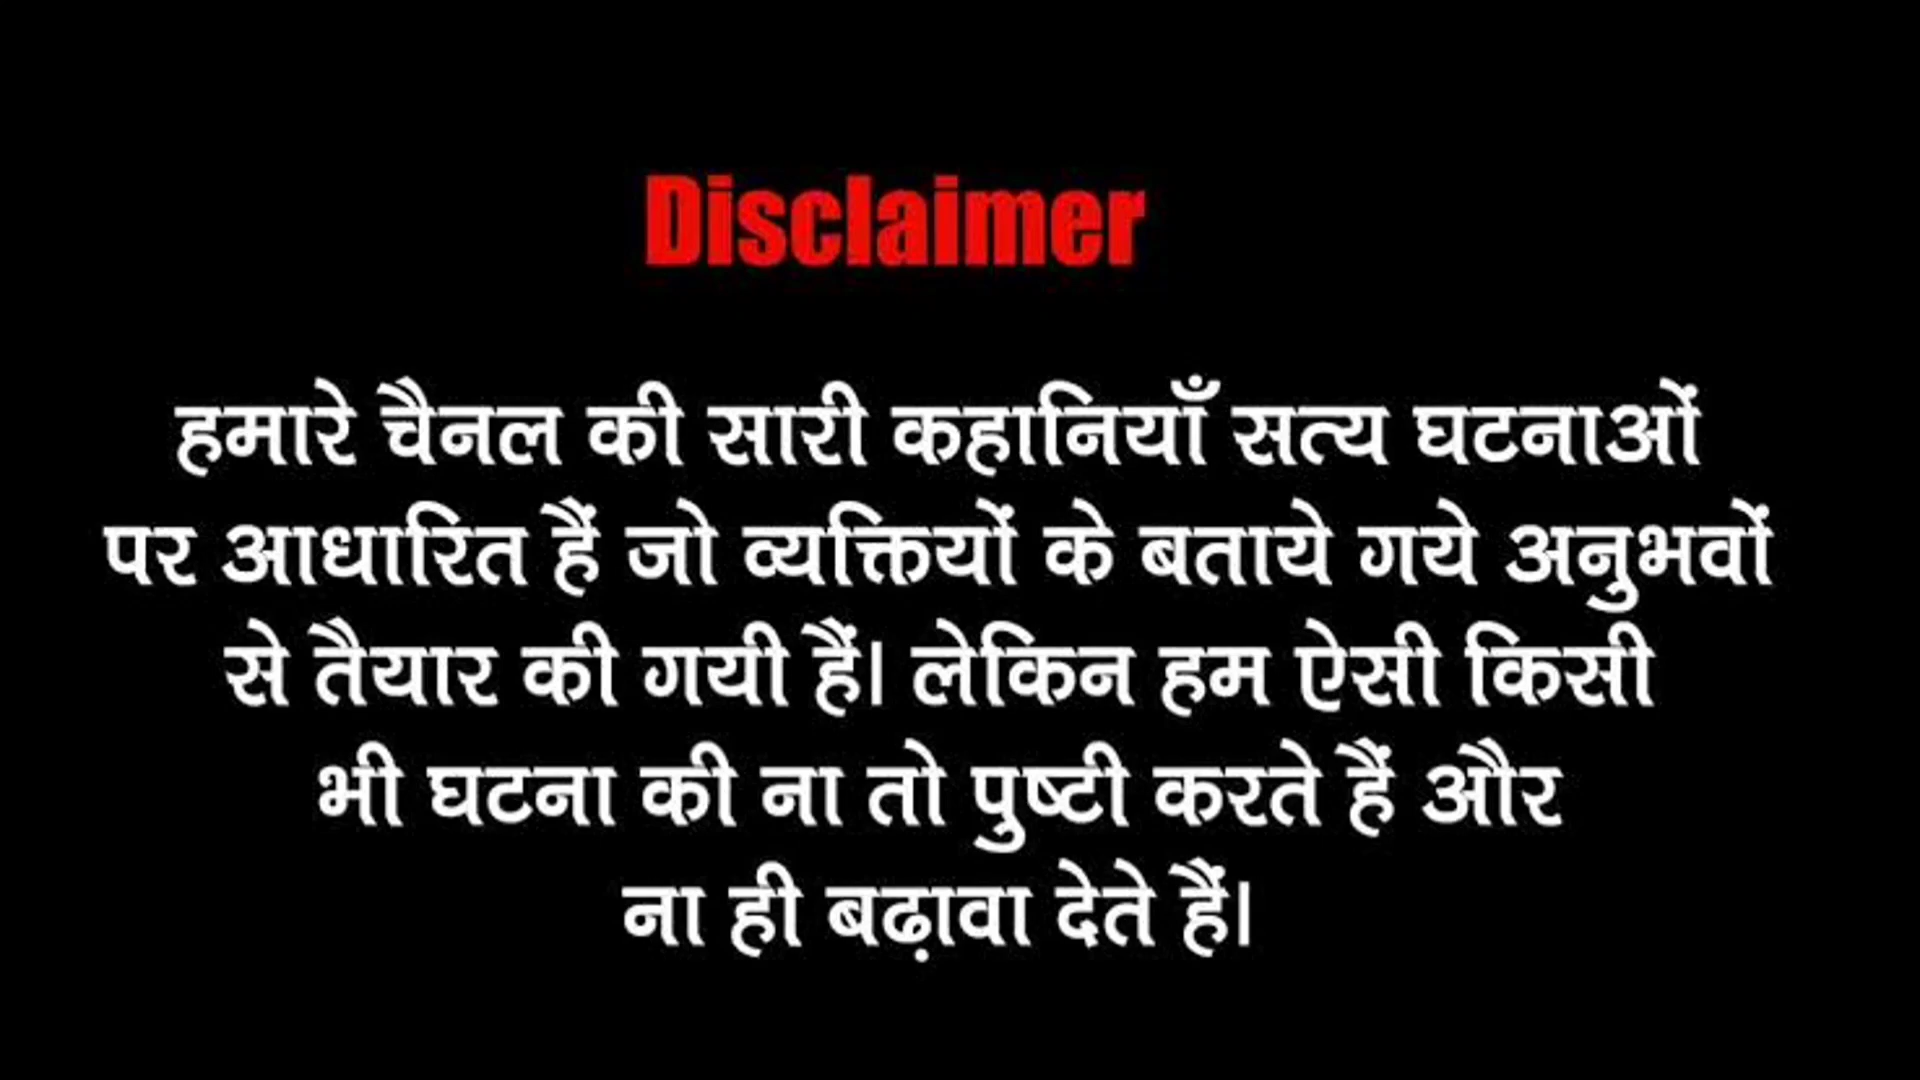 Disclaimer
हमारे चैनल की सारी कहानियाँ सत्य घटनाओं
पर आधारित हैं जो व्यक्तियों के बताये गये अनुभवों
से तैयार की गयी हैं। लेकिन हम ऐसी किसी
भी घटना की ना तो पुष्टी करते हैं और
ना ही बढ़ावा देते हैं।